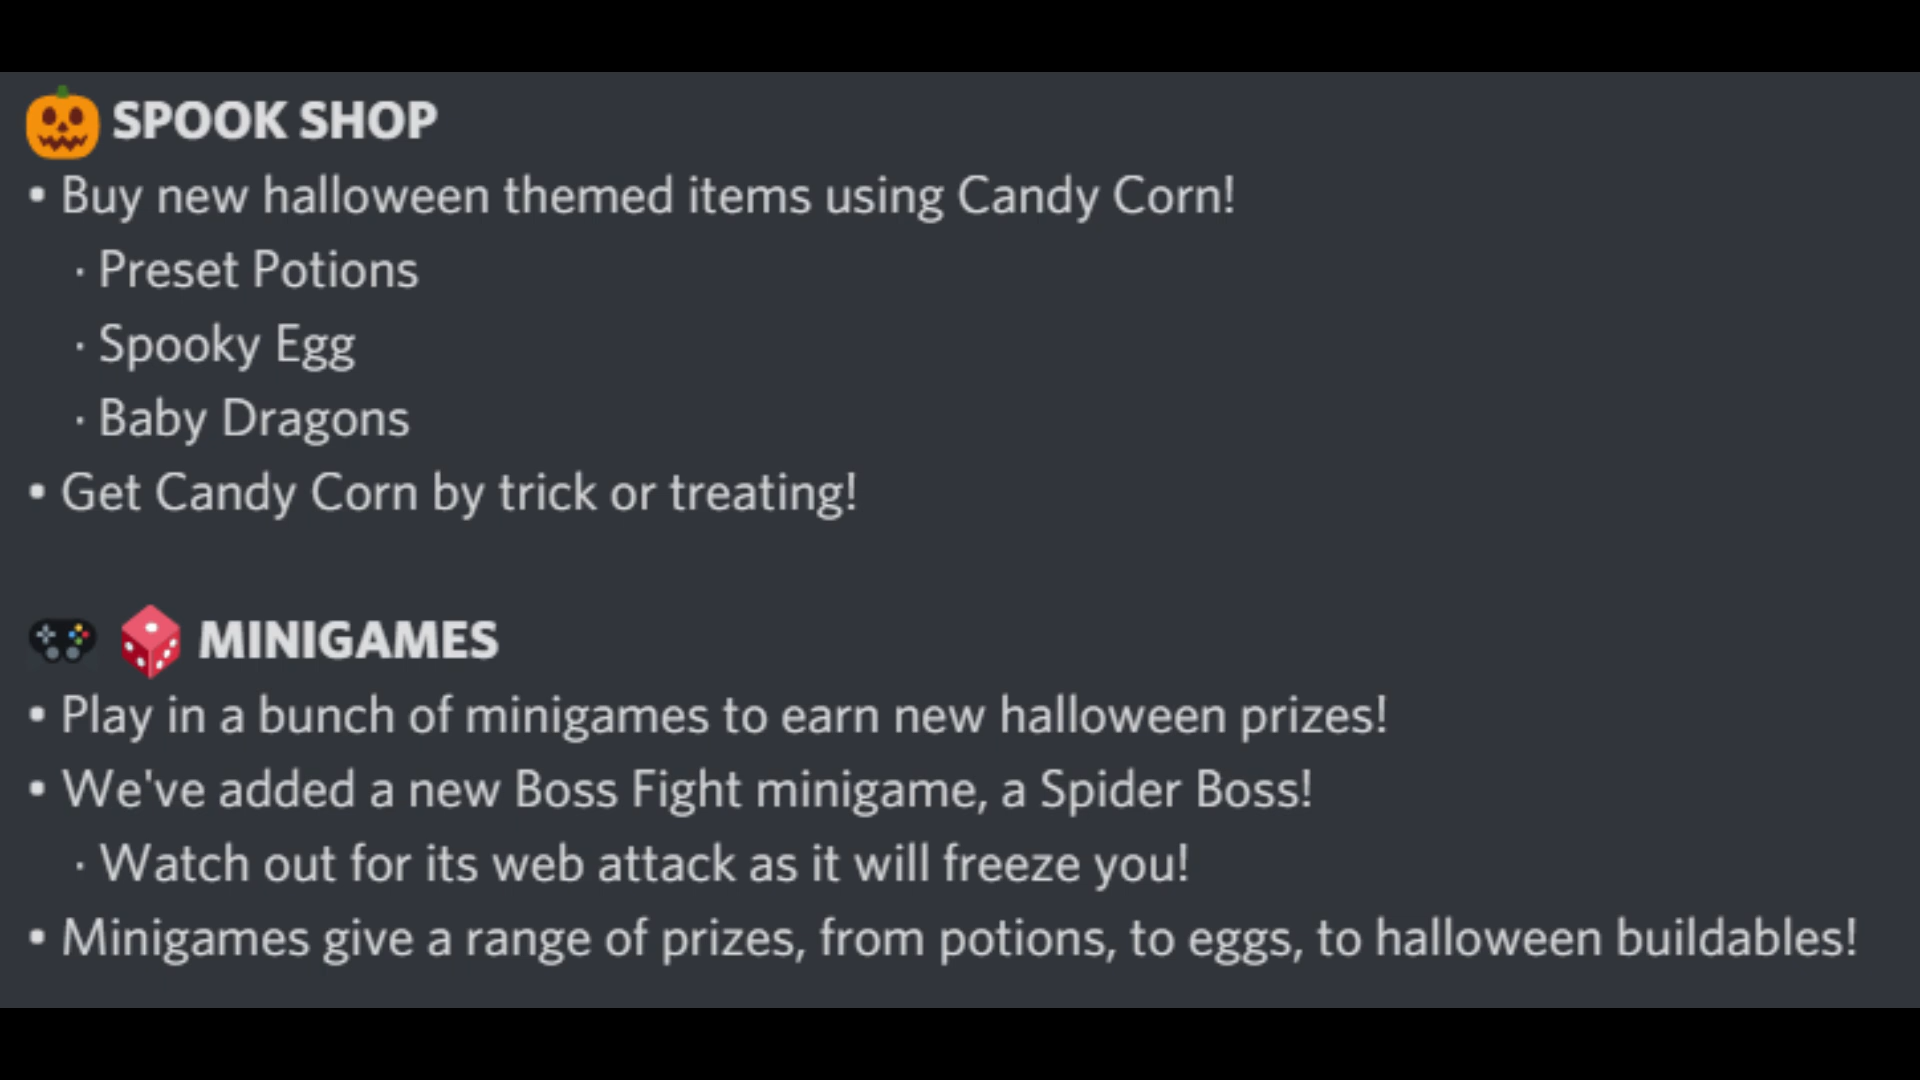 🎃 SPOOK SHOP
• Buy new halloween themed items using Candy Corn!
· Preset Potions
· Spooky Egg
· Baby Dragons
• Get Candy Corn by trick or treating!
🎮 🎲 MINIGAMES
• Play in a bunch of minigames to earn new halloween prizes!
• We've added a new Boss Fight minigame, a Spider Boss!
· Watch out for its web attack as it will freeze you!
• Minigames give a range of prizes, from potions, to eggs, to halloween buildables!